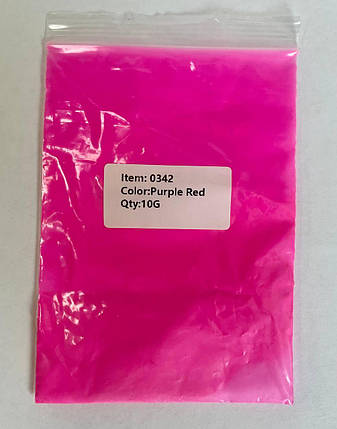 Item: 0342
Color:Purple Red
Qty:10G